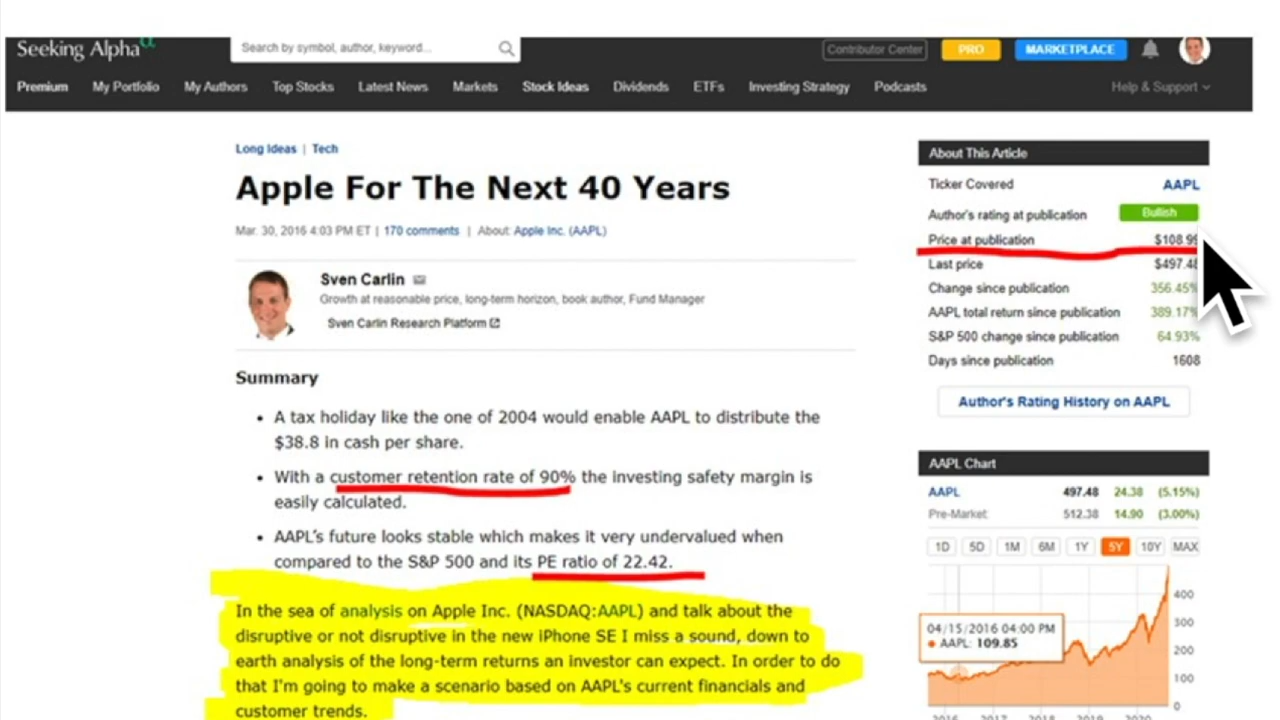 Seeking Alpha α
Search by symbol, author, keyword...
Contributor Center
PRO
MARKETPLACE
Premium My Portfolio My Authors Top Stocks Latest News Markets Stock Ideas Dividends ETFs Investing Strategy Podcasts Help & Support
Long Ideas | Tech
Apple For The Next 40 Years
Mar. 30, 2016 4:03 PM ET | 170 comments | About: Apple Inc. (AAPL)
Sven Carlin
Growth at reasonable price, long-term horizon, book author, Fund Manager
Sven Carlin Research Platform
Summary
• A tax holiday like the one of 2004 would enable AAPL to distribute the
$38.8 in cash per share.
• With a customer retention rate of 90% the investing safety margin is
easily calculated.
• AAPL's future looks stable which makes it very undervalued when
compared to the S&P 500 and its PE ratio of 22.42.
In the sea of analysis on Apple Inc. (NASDAQ:AAPL) and talk about the
disruptive or not disruptive in the new iPhone SE I miss a sound, down to
earth analysis of the long-term returns an investor can expect. In order to do
that I'm going to make a scenario based on AAPL's current financials and
customer trends.
About This Article
Ticker Covered AAPL
Author's rating at publication Bullish
Price at publication $108.99
Last price $497.48
Change since publication 356.45%
AAPL total return since publication 389.17%
S&P 500 change since publication 64.93%
Days since publication 1608
Author's Rating History on AAPL
AAPL Chart
AAPL 497.48 24.38 (5.15%)
Pre-Market 512.38 14.90 (3.00%)
1D 5D 1M 6M 1Y 5Y 10Y MAX
400
300
200
100
0
04/15/2016 04:00 PM
AAPL: 109.85
2016 2017 2018 2019 2020